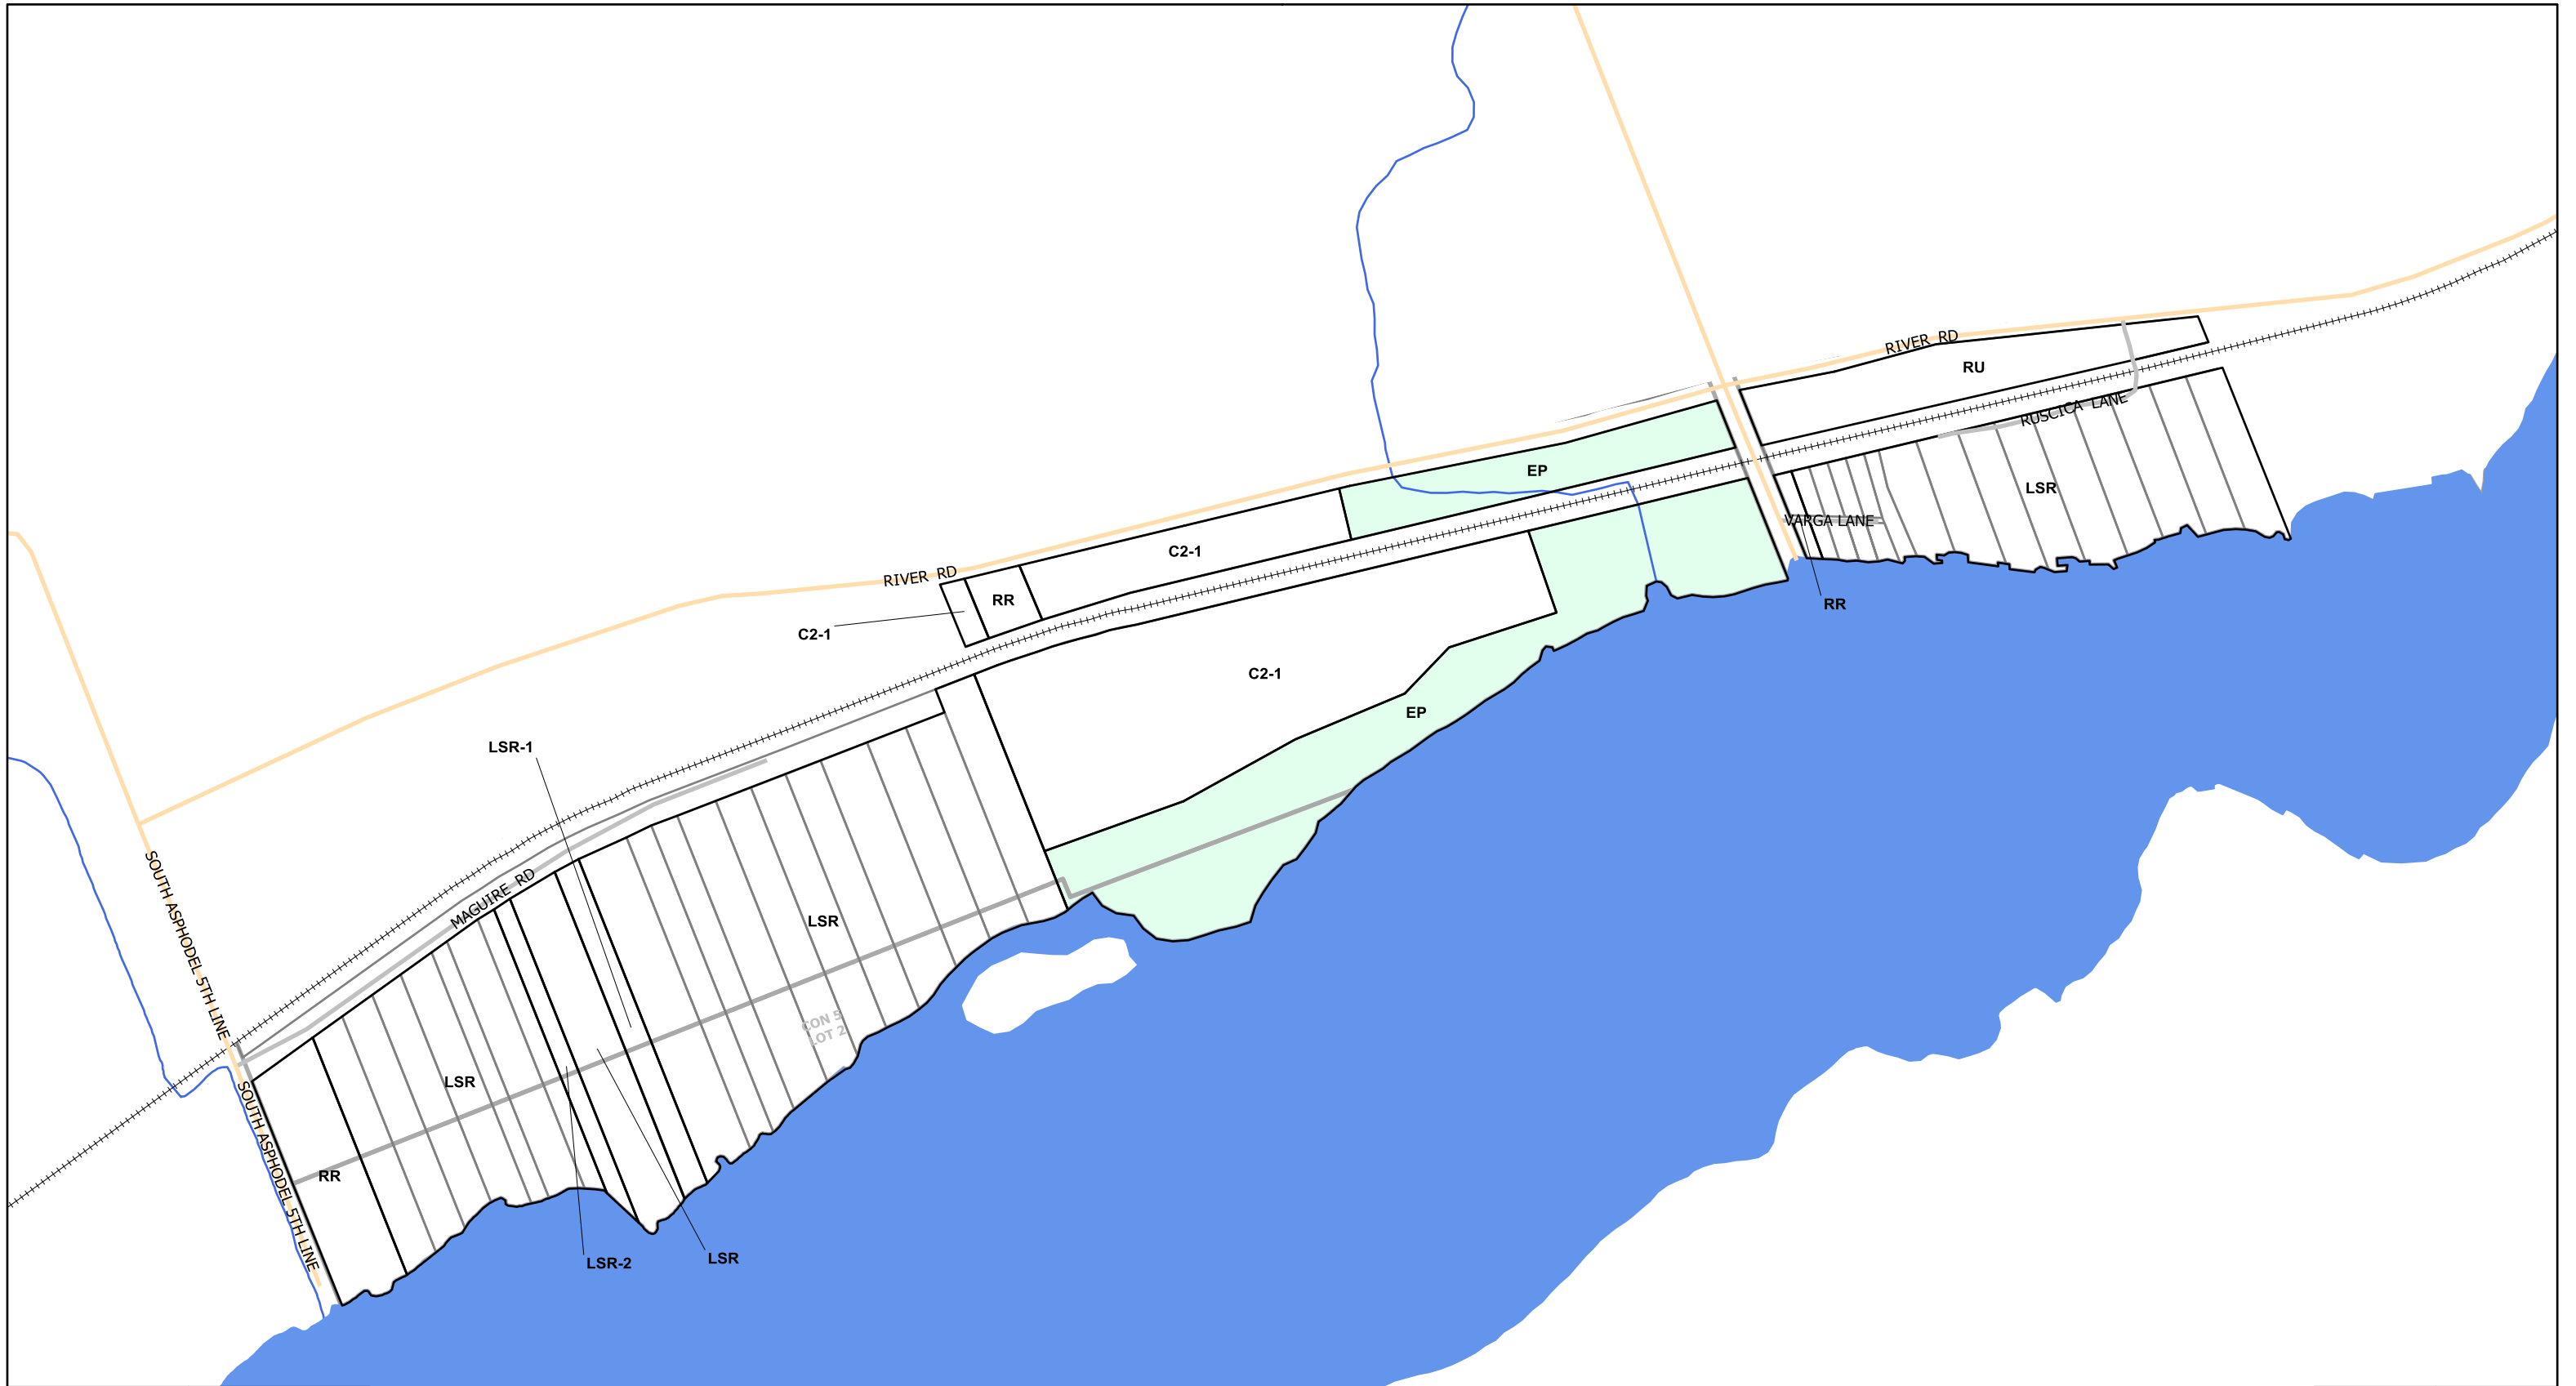 RIVER RD
RU
RUSCICA LANE
EP
LSR
VARGA LANE
C2-1
RIVER RD
RR
RR
C2-1
C2-1
EP
LSR-1
MAGUIRE RD
SOUTH ASPHODEL 5TH LINE
LSR
CON 5
LOT 2
LSR
SOUTH ASPHODEL 5TH LINE
RR
LSR-2
LSR